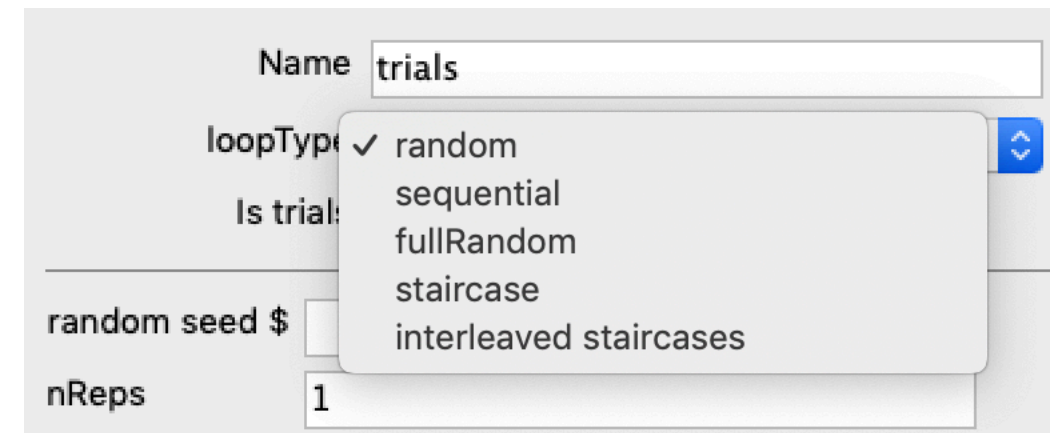 Name trials
loopType ✓ random
sequential
Is trials
fullRandom
staircase
random seed $
interleaved staircases
nReps 1